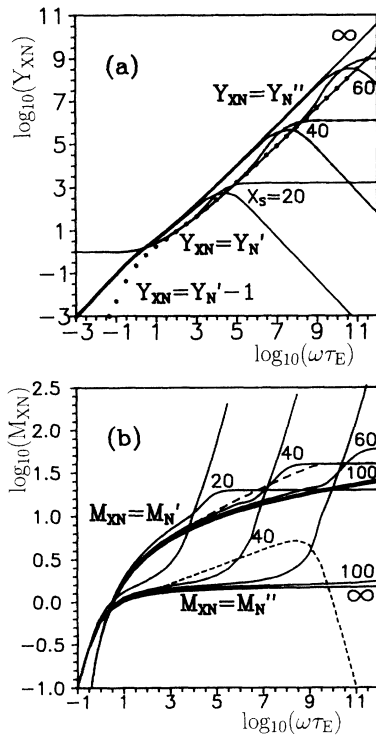 11
9
7
5
3
1
-1
-3
log10(YXN)
(a)
∞
YXN=YN''
60
40
XS=20
YXN=YN'
YXN=YN'-1
-3 -1 1 3 5 7 9 11
log10(ωτE)
2.5
2.0
1.5
1.0
0.5
0.0
-0.5
-1.0
log10(MXN)
(b)
60
40
20
100
MXN=MN'
40
100
∞
MXN=MN''
-1 1 3 5 7 9 11
log10(ωτE)